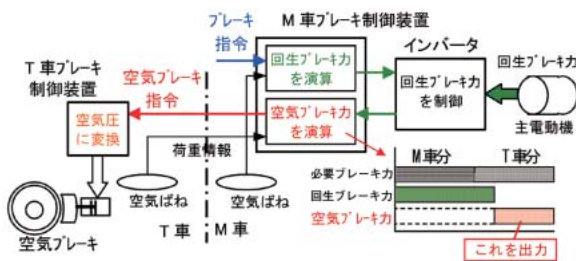 ブレーキ
指令
M車ブレーキ制御装置
回生ブレーキ力
を演算
空気ブレーキ力
を演算
インバータ
回生ブレーキ力
を制御
回生ブレーキ力
主電動機
T車ブレーキ
制御装置
空気圧
に変換
空気ブレーキ
指令
荷重情報
空気ばね
空気ばね
空気ブレーキ
T車
M車
M車分
T車分
必要ブレーキ力
回生ブレーキ力
空気ブレーキ力
これを出力